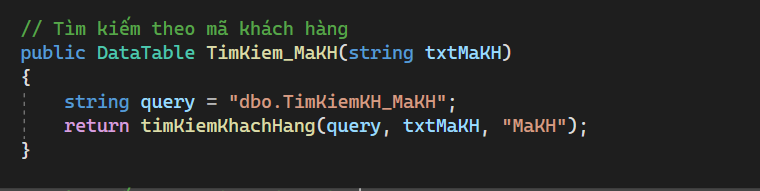 // Tìm kiếm theo mã khách hàng
public DataTable TimKiem_MaKH(string txtMaKH)
{
string query = "dbo.TimKiemKH_MaKH";
return timKiemKhachHang(query, txtMaKH, "MaKH");
}